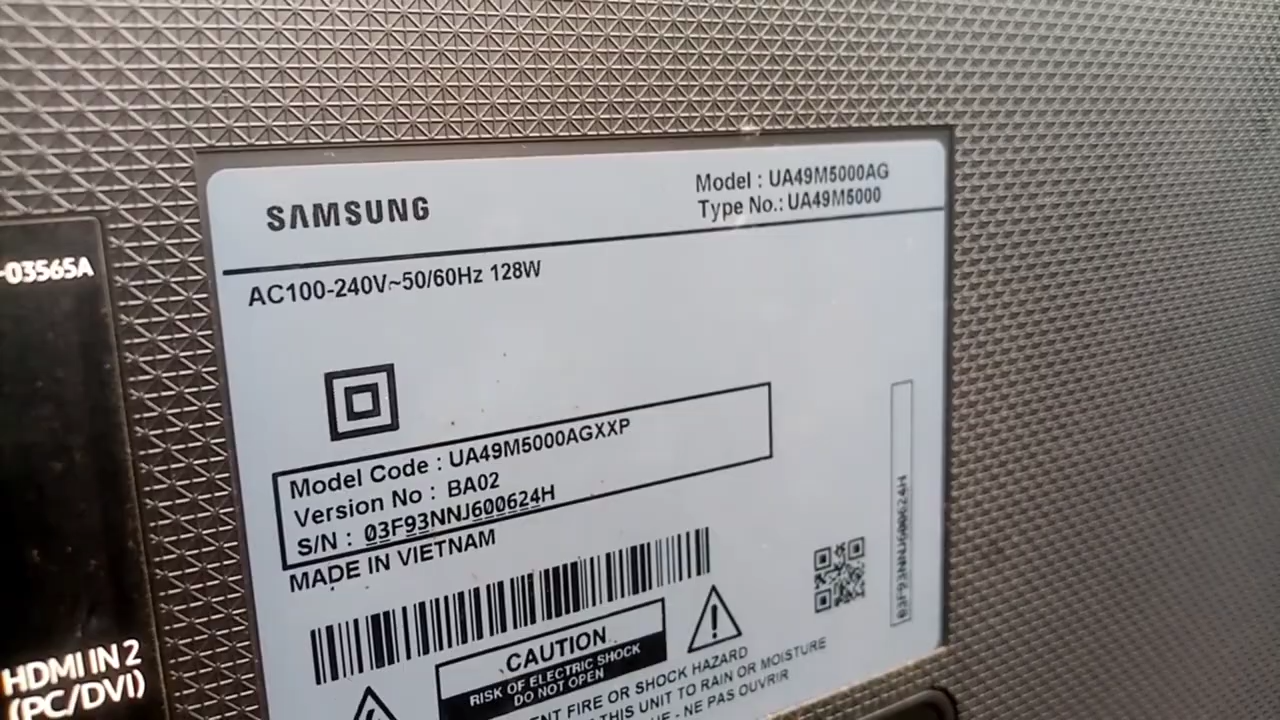 SAMSUNG
Model : UA49M5000AG
Type No.: UA49M5000
AC100-240V~50/60Hz 128W
Model Code : UA49M5000AGXXP
Version No : BA02
S/N : 03F93NNJ600624H
MADE IN VIETNAM
03F93NNJ600624H
CAUTION
RISK OF ELECTRIC SHOCK
DO NOT OPEN
FIRE OR SHOCK HAZARD
THIS UNIT TO RAIN OR MOISTURE
- NE PAS OUVRIR
-03565A
HDMI IN 2
(PC/DVI)